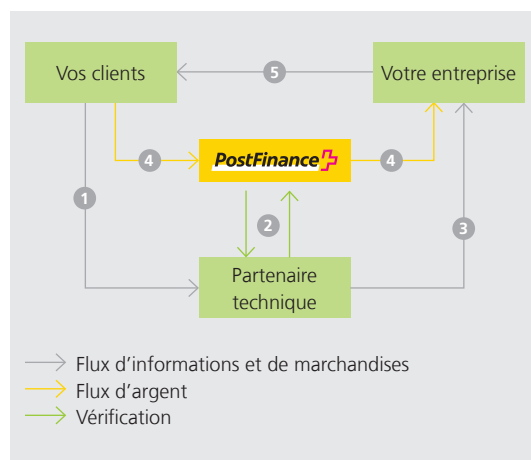 Vos clients
5
Votre entreprise
4
PostFinance
4
1
2
3
Partenaire
technique
Flux d’informations et de marchandises
Flux d’argent
Vérification